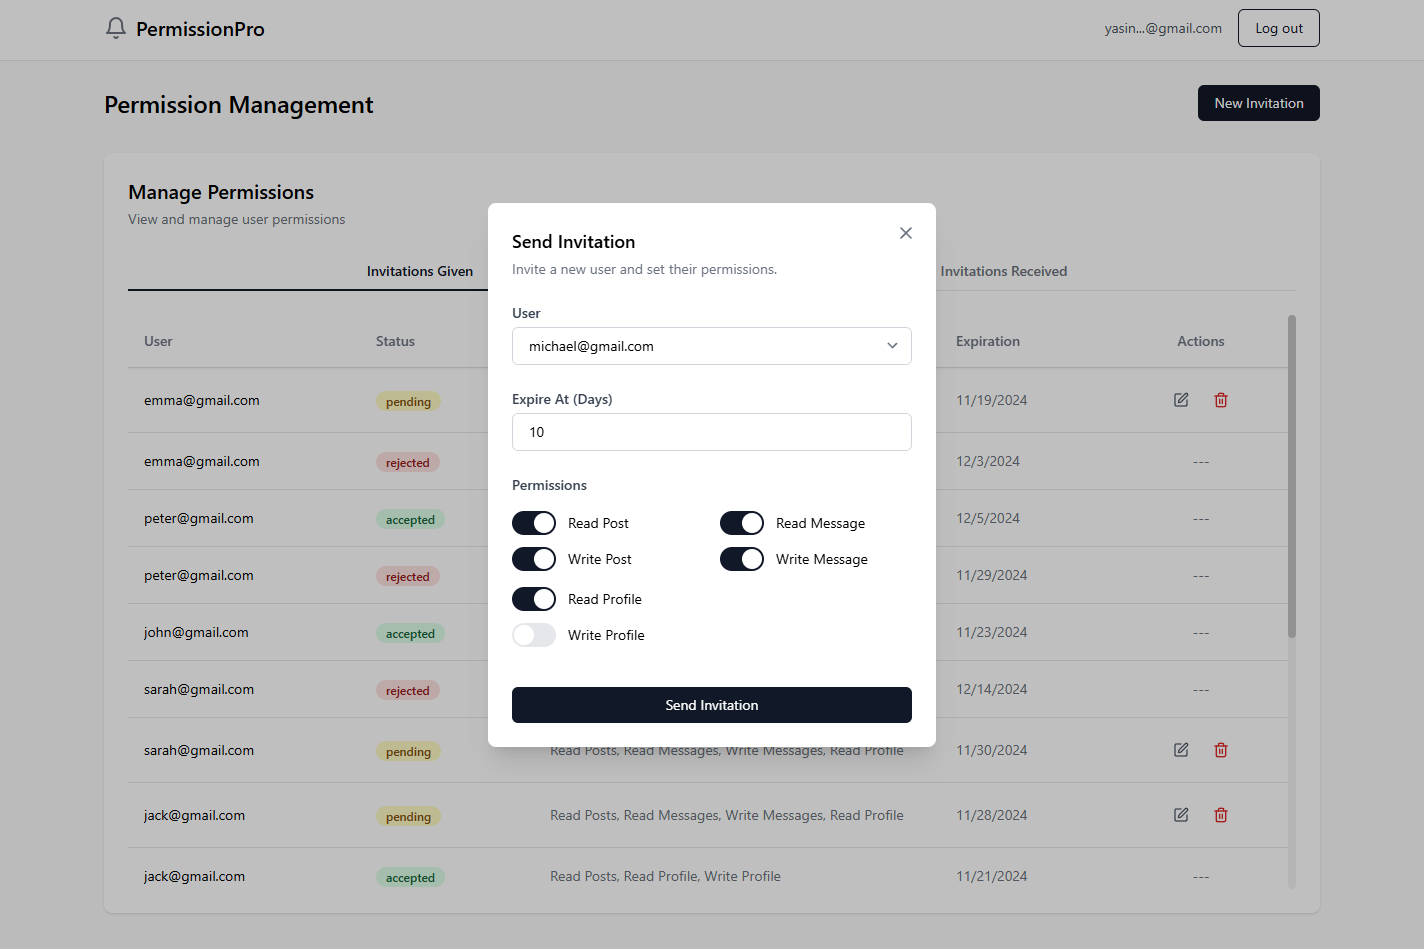 PermissionPro
yasin...@gmail.com
Log out
Permission Management
New Invitation
Manage Permissions
View and manage user permissions
Invitations Given
Invitations Received
User
Status
Expiration
Actions
emma@gmail.com
pending
11/19/2024
emma@gmail.com
rejected
12/3/2024
---
peter@gmail.com
accepted
12/5/2024
---
peter@gmail.com
rejected
11/29/2024
---
john@gmail.com
accepted
11/23/2024
---
sarah@gmail.com
rejected
12/14/2024
---
sarah@gmail.com
pending
Read Posts, Read Messages, Write Messages, Read Profile
11/30/2024
jack@gmail.com
pending
Read Posts, Read Messages, Write Messages, Read Profile
11/28/2024
jack@gmail.com
accepted
Read Posts, Read Profile, Write Profile
11/21/2024
---
Send Invitation
Invite a new user and set their permissions.
User
michael@gmail.com
Expire At (Days)
10
Permissions
Read Post
Read Message
Write Post
Write Message
Read Profile
Write Profile
Send Invitation